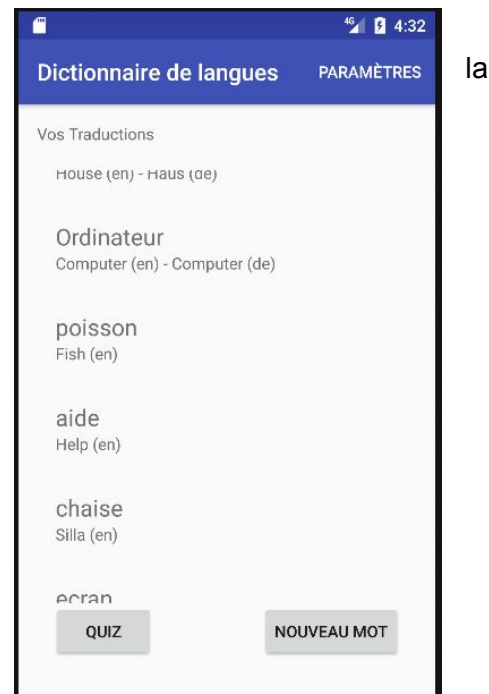 4G 4:32
Dictionnaire de langues PARAMÈTRES
la
Vos Traductions
House (en) - Haus (de)
Ordinateur
Computer (en) - Computer (de)
poisson
Fish (en)
aide
Help (en)
chaise
Silla (en)
ecran
QUIZ NOUVEAU MOT